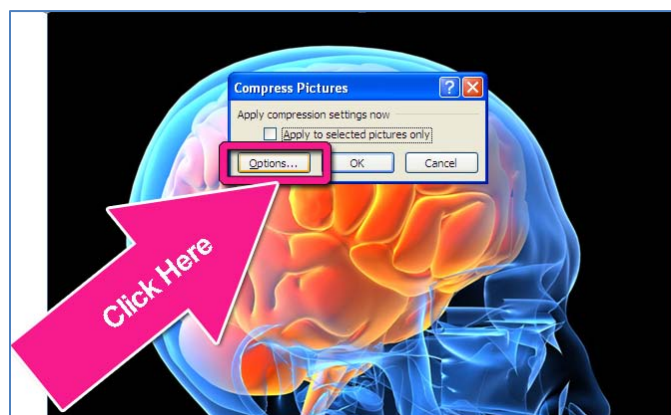 Compress Pictures
Apply compression settings now
Apply to selected pictures only
Options... OK Cancel
Click Here